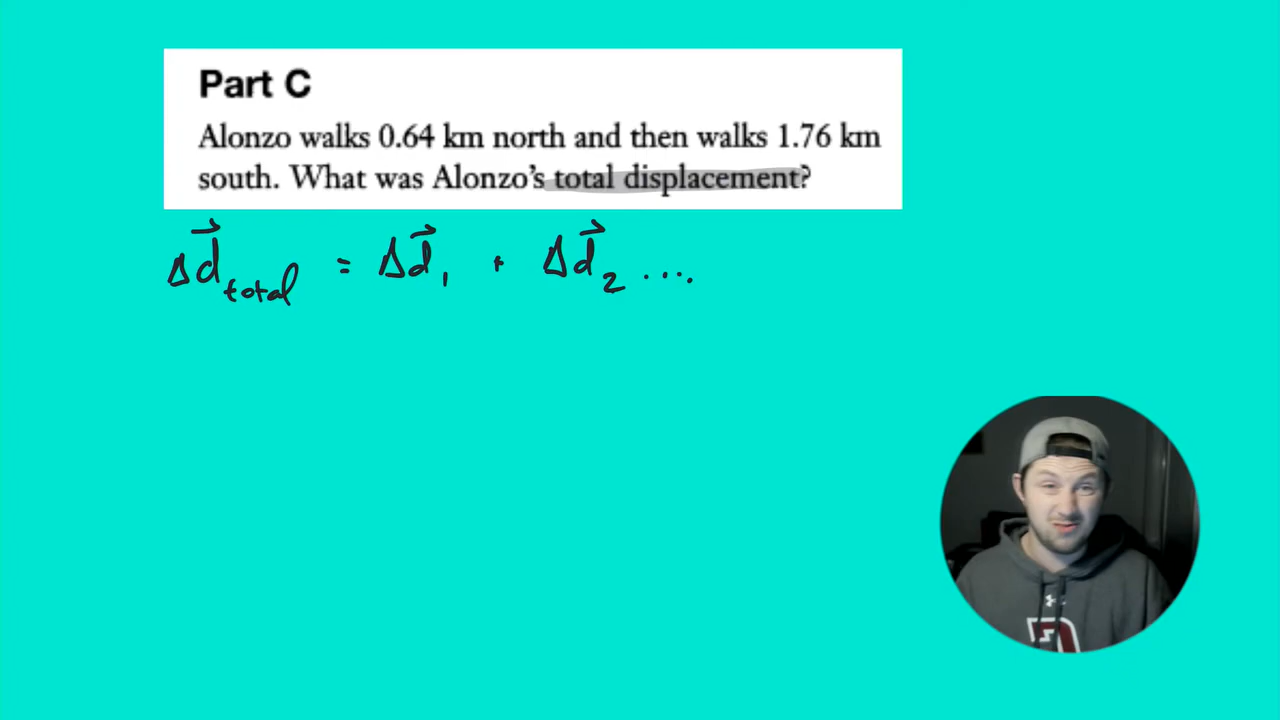 Part C
Alonzo walks 0.64 km north and then walks 1.76 km
south. What was Alonzo's total displacement?
Δd⃗total = Δd⃗1 + Δd⃗2 ....